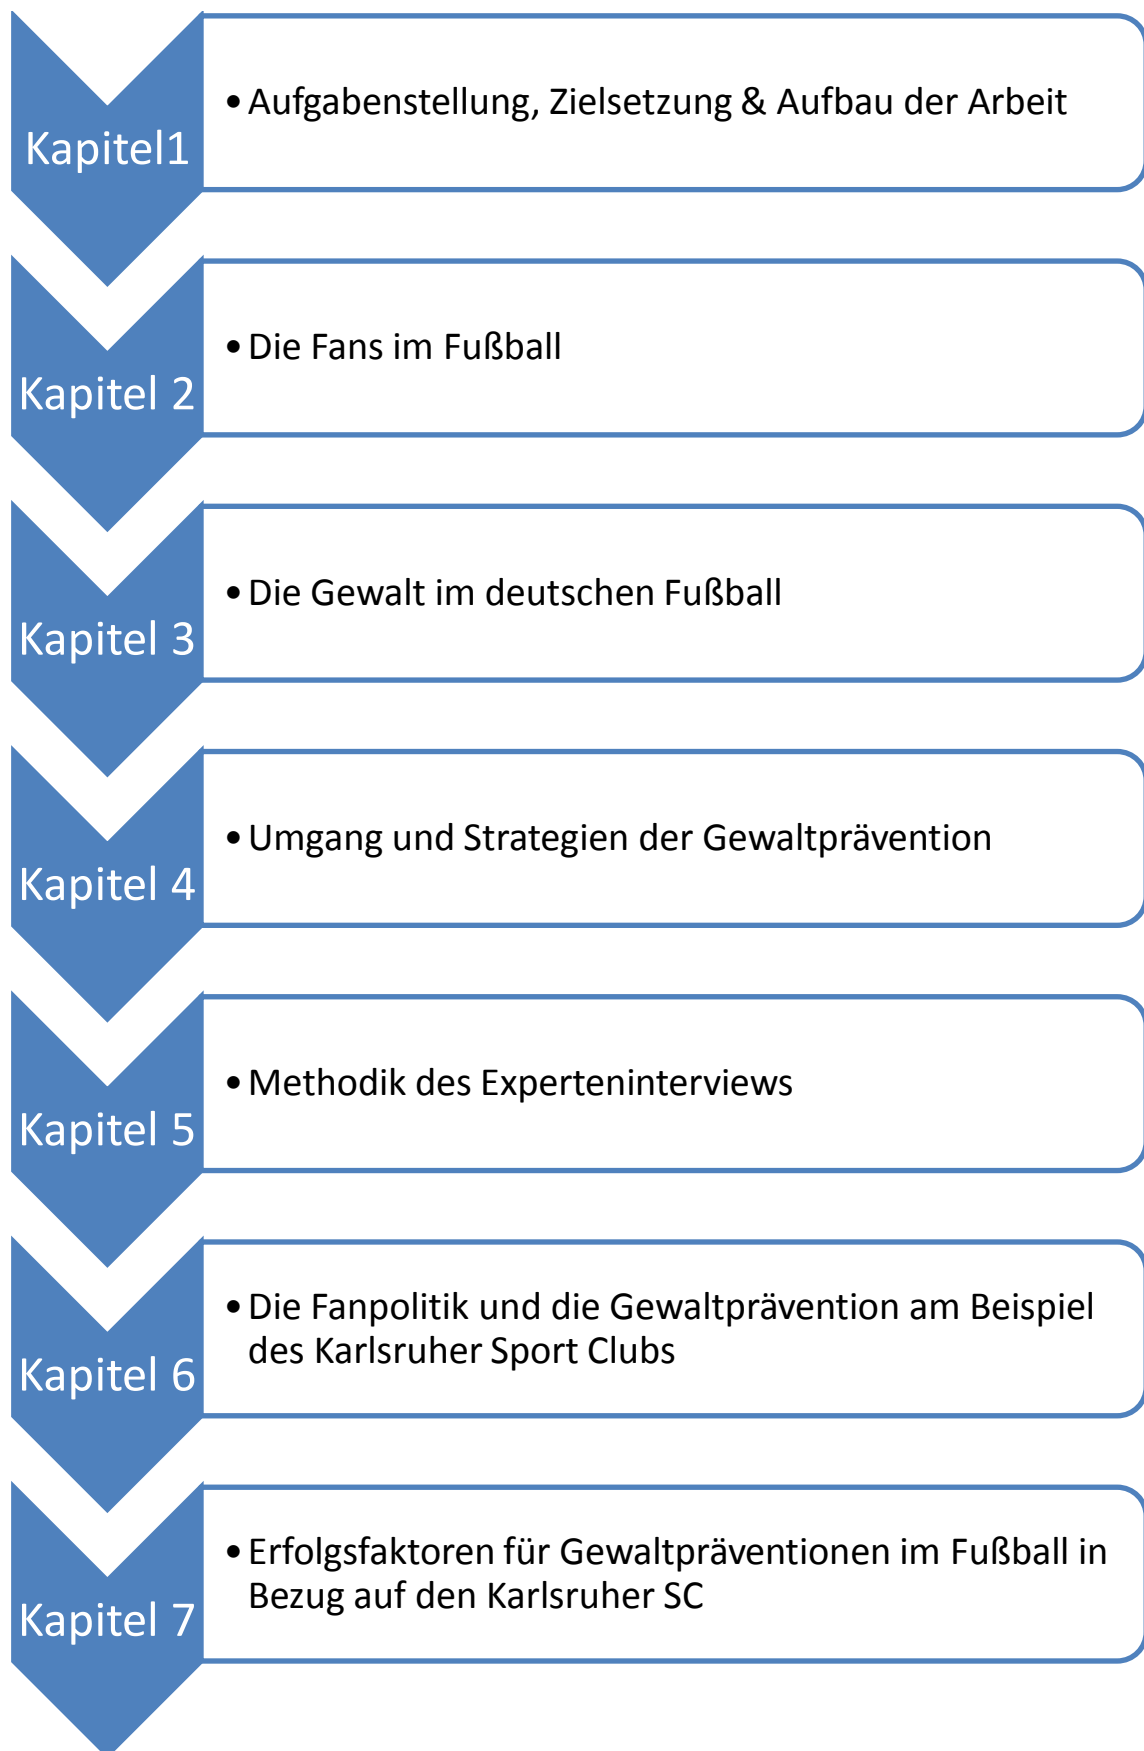 Kapitel1
• Aufgabenstellung, Zielsetzung & Aufbau der Arbeit
Kapitel 2
• Die Fans im Fußball
Kapitel 3
• Die Gewalt im deutschen Fußball
Kapitel 4
• Umgang und Strategien der Gewaltprävention
Kapitel 5
• Methodik des Experteninterviews
Kapitel 6
• Die Fanpolitik und die Gewaltprävention am Beispiel
des Karlsruher Sport Clubs
Kapitel 7
• Erfolgsfaktoren für Gewaltpräventionen im Fußball in
Bezug auf den Karlsruher SC